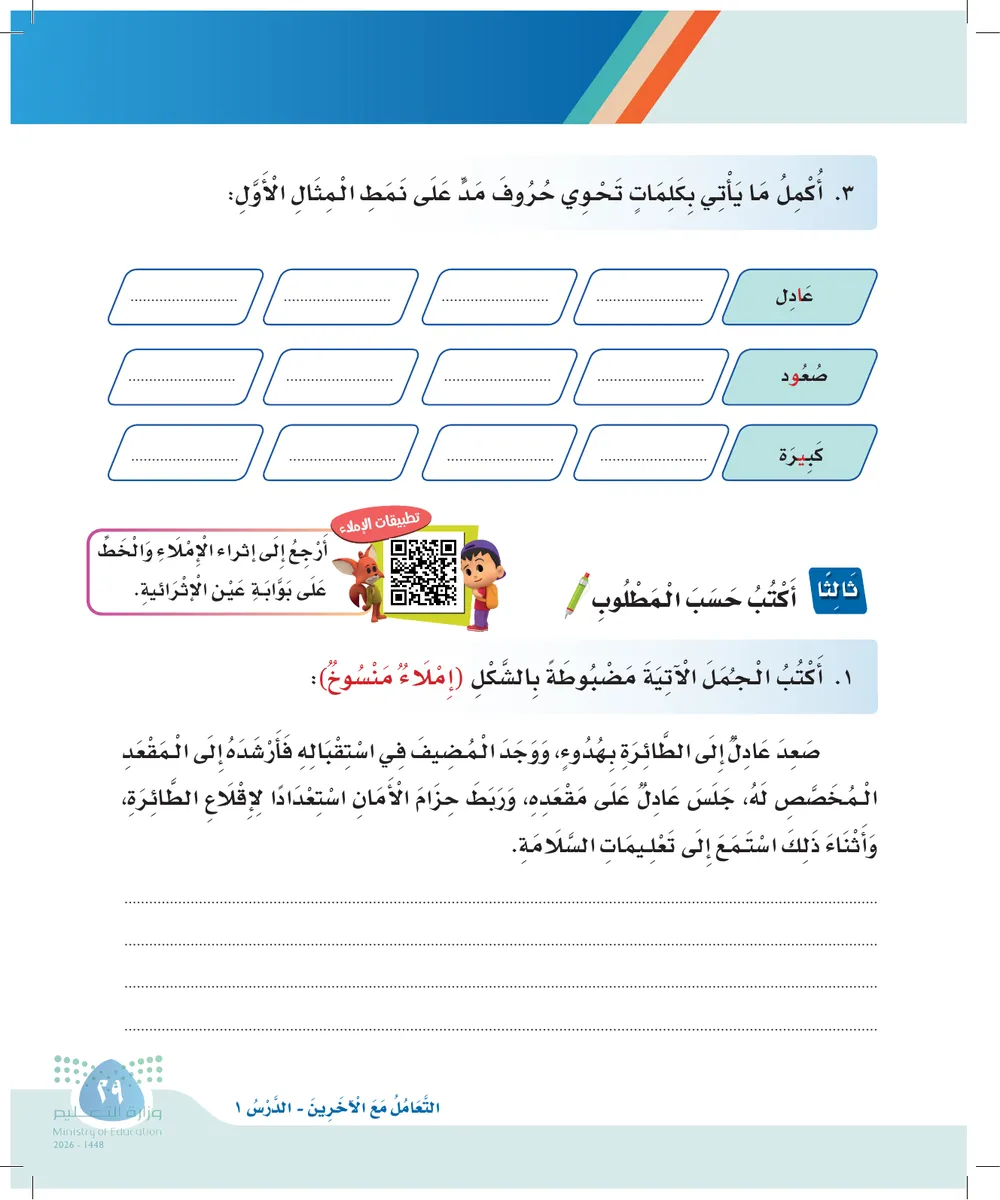 ٣. أُكْمِلُ مَا يَأْتِي بِكَلِمَاتٍ تَحْوِي حُرُوفَ مَدٍّ عَلَى نَمَطِ الْمِثَالِ الْأَوَّلِ:
عَادِل ........................ ........................ ........................ ........................
صُعُود ........................ ........................ ........................ ........................
كَبِيرَة ........................ ........................ ........................ ........................
تطبيقات الإملاء
أَرْجِعُ إِلَى إثراء الْإِمْلَاءِ وَالْخَطِّ
عَلَى بَوَّابَةِ عَيْن الْإِثْرَائيةِ.
ثَالِثًا
أَكْتُبُ حَسَبَ الْمَطْلُوبِ
١. أَكْتُبُ الْجُمَلَ الْآتِيَةَ مَضْبُوطَةً بِالشَّكْلِ (إِمْلَاءٌ مَنْسُوخٌ):
صَعِدَ عَادِلٌ إِلَى الطَّائِرَةِ بِهُدُوءٍ، وَوَجَدَ الْمُضِيفَ فِي اسْتِقْبَالِهِ فَأَرْشَدَهُ إِلَى الْمَقْعَدِ
الْمُخَصَّصِ لَهُ، جَلَسَ عَادِلٌ عَلَى مَقْعَدِهِ، وَرَبَطَ حِزَامَ الْأَمَانِ اسْتِعْدَادًا لِإِقْلَاعِ الطَّائِرَةِ،
وَأَثْنَاءَ ذَلِكَ اسْتَمَعَ إِلَى تَعْلِيمَاتِ السَّلَامَةِ.
التَّعَامُلُ مَعَ الْآخَرِينَ - الدَّرْسُ ١
٢٩
وزارة التعليم
Ministry of Education
2026 - 1448